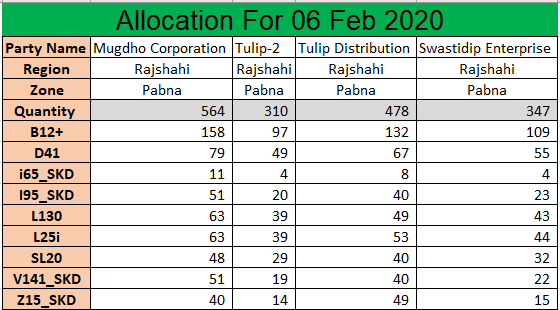 Allocation For 06 Feb 2020
Party Name Mugdho Corporation Tulip-2 Tulip Distribution Swastidip Enterprise
Region Rajshahi Rajshahi Rajshahi Rajshahi
Zone Pabna Pabna Pabna Pabna
Quantity 564 310 478 347
B12+ 158 97 132 109
D41 79 49 67 55
i65_SKD 11 4 8 4
I95_SKD 51 20 40 23
L130 63 39 49 43
L25i 63 39 53 44
SL20 48 29 40 32
V141_SKD 51 19 40 22
Z15_SKD 40 14 49 15